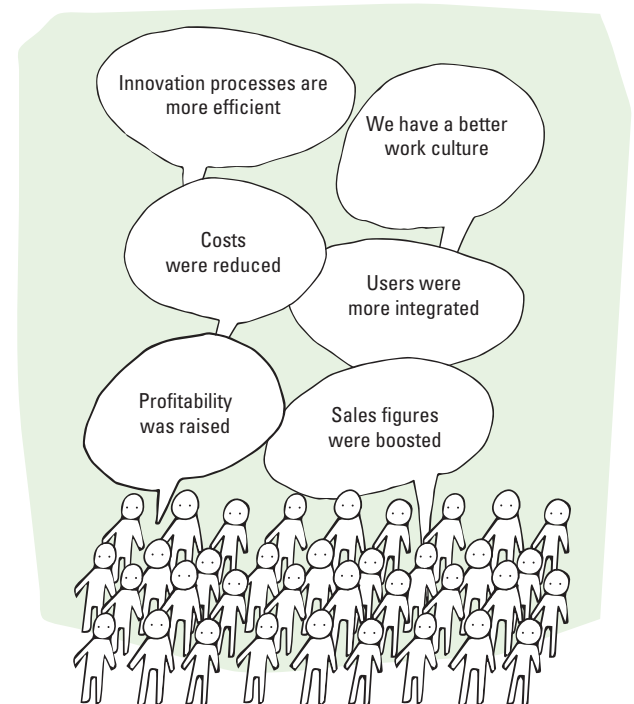 Innovation processes are
more efficient
We have a better
work culture
Costs
were reduced
Users were
more integrated
Profitability
was raised
Sales figures
were boosted